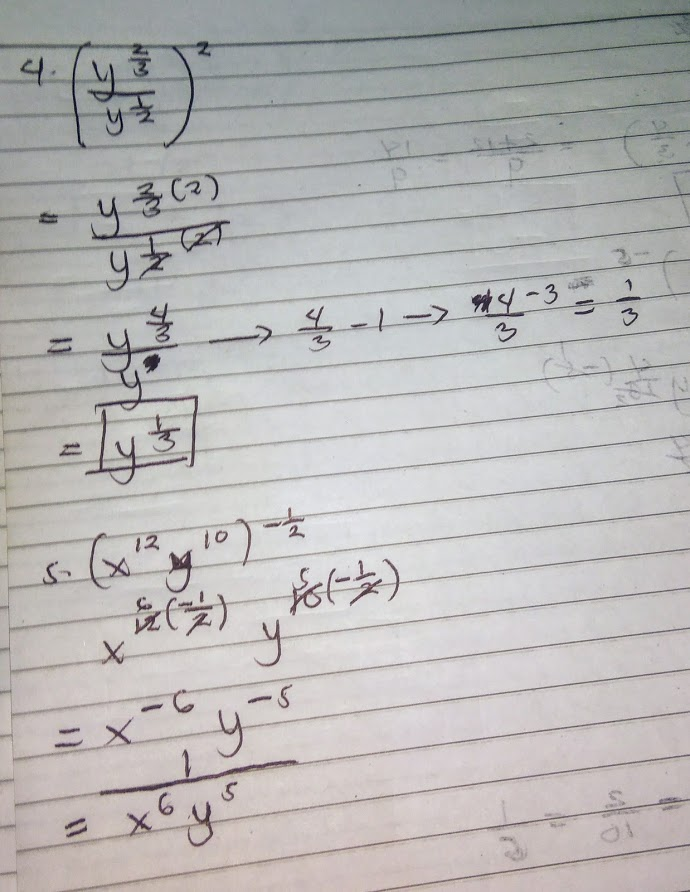 4. (y^(2/3) / y^(1/2))^2
= y^(2/3 (2)) / y^(1/2 (2))
= y^(4/3) / y → 4/3 - 1 → 4-3/3 = 1/3
= y^(1/3)
5. (x^12 y^10)^(-1/2)
x^(12 (-1/2)) y^(10 (-1/2))
6 5
= x^-6 y^-5
= 1 / x^6 y^5